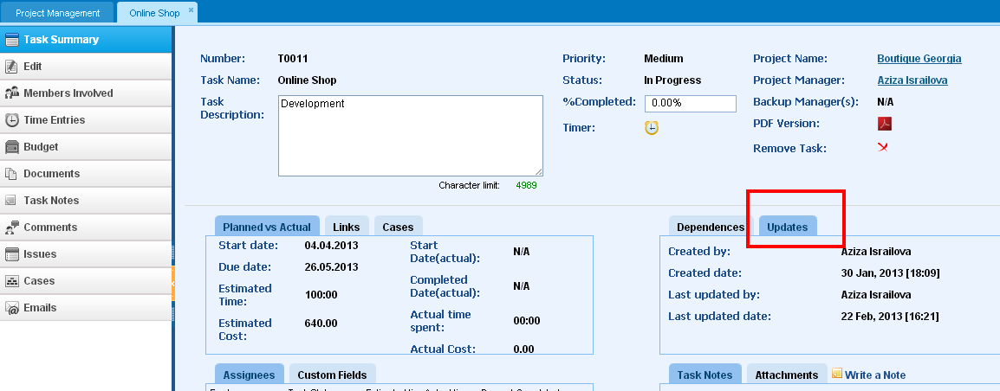 Project Management
Online Shop
Task Summary
Edit
Members Involved
Time Entries
Budget
Documents
Task Notes
Comments
Issues
Cases
Emails
Number: T0011
Task Name: Online Shop
Task Description: Development
Character limit: 4989
Priority: Medium
Status: In Progress
%Completed: 0.00%
Timer:
Project Name: Boutique Georgia
Project Manager: Aziza Israilova
Backup Manager(s): N/A
PDF Version:
Remove Task:
Planned vs Actual Links Cases
Start date: 04.04.2013
Due date: 26.05.2013
Estimated Time: 100:00
Estimated Cost: 640.00
Start Date(actual): N/A
Completed Date(actual): N/A
Actual time spent: 00:00
Actual Cost: 0.00
Dependences Updates
Created by: Aziza Israilova
Created date: 30 Jan, 2013 [18:09]
Last updated by: Aziza Israilova
Last updated date: 22 Feb, 2013 [16:21]
Assignees Custom Fields
Task Notes Attachments Write a Note